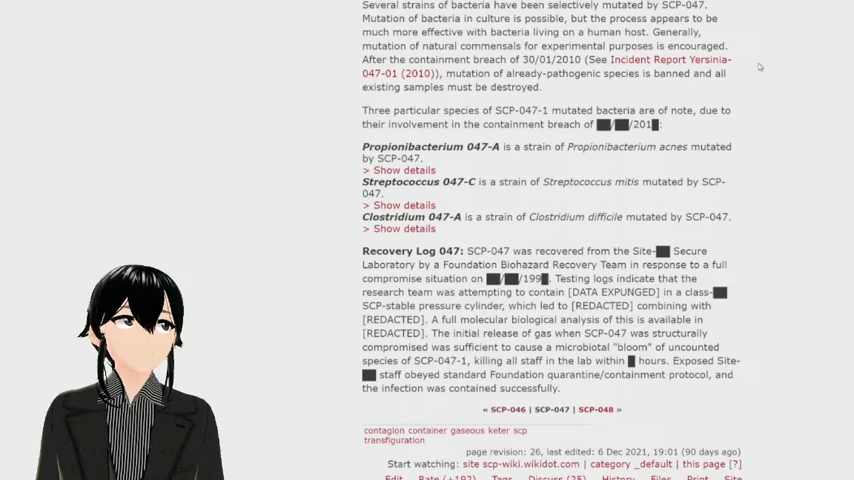 Several strains of bacteria have been selectively mutated by SCP-047.
Mutation of bacteria in culture is possible, but the process appears to be
much more effective with bacteria living on a human host. Generally,
mutation of natural commensals for experimental purposes is encouraged.
After the containment breach of 30/01/2010 (See Incident Report Yersinia-
047-01 (2010)), mutation of already-pathogenic species is banned and all
existing samples must be destroyed.
Three particular species of SCP-047-1 mutated bacteria are of note, due to
their involvement in the containment breach of ██/██/201█:
Propionibacterium 047-A is a strain of Propionibacterium acnes mutated
by SCP-047.
> Show details
Streptococcus 047-C is a strain of Streptococcus mitis mutated by SCP-
047.
> Show details
Clostridium 047-A is a strain of Clostridium difficile mutated by SCP-047.
> Show details
Recovery Log 047: SCP-047 was recovered from the Site-██ Secure
Laboratory by a Foundation Biohazard Recovery Team in response to a full
compromise situation on ██/██/199█. Testing logs indicate that the
research team was attempting to contain [DATA EXPUNGED] in a class-██
SCP-stable pressure cylinder, which led to [REDACTED] combining with
[REDACTED]. A full molecular biological analysis of this is available in
[REDACTED]. The initial release of gas when SCP-047 was structurally
compromised was sufficient to cause a microbiotal "bloom" of uncounted
species of SCP-047-1, killing all staff in the lab within █ hours. Exposed Site-
██ staff obeyed standard Foundation quarantine/containment protocol, and
the infection was contained successfully.
« SCP-046 | SCP-047 | SCP-048 »
contagion container gaseous keter scp
transfiguration
page revision: 26, last edited: 6 Dec 2021, 19:01 (90 days ago)
Start watching: site scp-wiki.wikidot.com | category _default | this page [?]
Edit Rate (+192) Tags Discuss (25) History Files Print Site